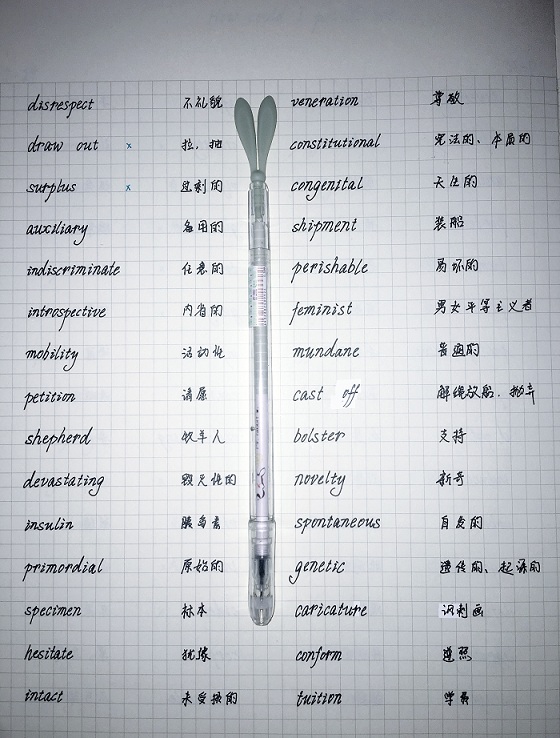 disrespect 不礼貌 veneration 尊敬
draw out x 拉，抽 constitutional 宪法的、本质的
surplus x 过剩的 congenital 天生的
auxiliary 备用的 shipment 装船
indiscriminate 任意的 perishable 易坏的
introspective 内省的 feminist 男女平等主义者
mobility 活动性 mundane 普通的
petition 请愿 cast off 解绳放船，抛弃
shepherd 牧羊人 bolster 支持
devastating 毁灭性的 novelty 新奇
insulin 胰岛素 spontaneous 自发的
primordial 原始的 genetic 遗传的、起源的
specimen 标本 caricature 讽刺画
hesitate 犹豫 conform 遵照
intact 未受损的 tuition 学费